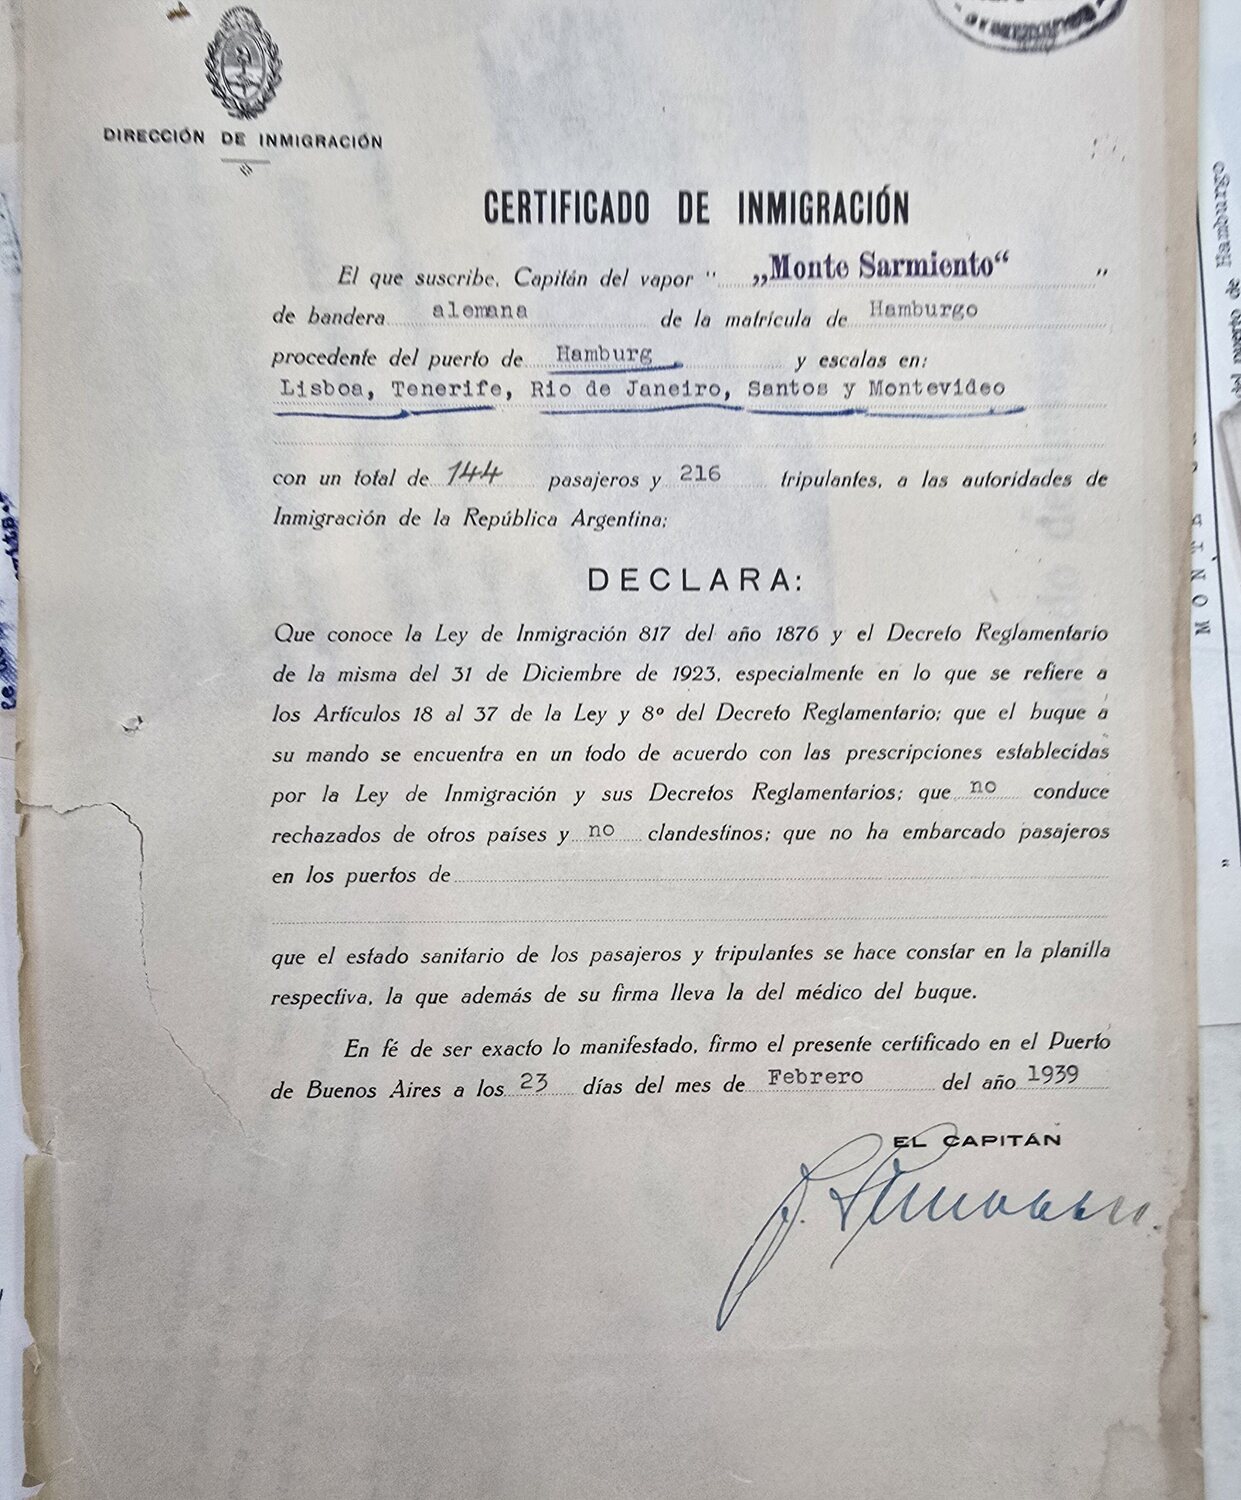 DIRECCIÓN DE INMIGRACIÓN
CERTIFICADO DE INMIGRACIÓN
El que suscribe, Capitán del vapor " „Monte Sarmiento“ "
de bandera alemana de la matrícula de Hamburgo
procedente del puerto de Hamburg y escalas en:
Lisboa, Tenerife, Rio de Janeiro, Santos y Montevideo
con un total de 144 pasajeros y 216 tripulantes, a las autoridades de
Inmigración de la República Argentina;
DECLARA:
Que conoce la Ley de Inmigración 817 del año 1876 y el Decreto Reglamentario
de la misma del 31 de Diciembre de 1923, especialmente en lo que se refiere a
los Artículos 18 al 37 de la Ley y 8º del Decreto Reglamentario; que el buque a
su mando se encuentra en un todo de acuerdo con las prescripciones establecidas
por la Ley de Inmigración y sus Decretos Reglamentarios; que no conduce
rechazados de otros países y no clandestinos; que no ha embarcado pasajeros
en los puertos de
que el estado sanitario de los pasajeros y tripulantes se hace constar en la planilla
respectiva, la que además de su firma lleva la del médico del buque.
En fé de ser exacto lo manifestado, firmo el presente certificado en el Puerto
de Buenos Aires a los 23 días del mes de Febrero del año 1939
EL CAPITÁN
Hamburgo
MONTE